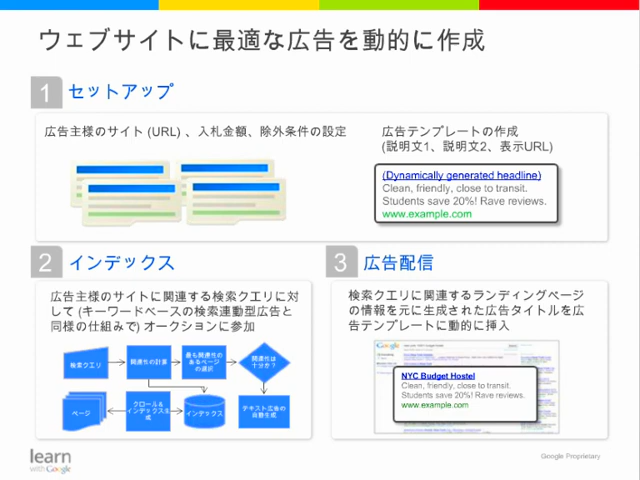 ウェブサイトに最適な広告を動的に作成
1 セットアップ
広告主様のサイト (URL) 、入札金額、除外条件の設定
広告テンプレートの作成
(説明文1、説明文2、表示URL)
(Dynamically generated headline)
Clean, friendly, close to transit.
Students save 20%! Rave reviews.
www.example.com
2 インデックス
広告主様のサイトに関連する検索クエリに対
して (キーワードベースの検索連動型広告と
同様の仕組みで) オークションに参加
検索クエリ
関連性の計算
最も関連性の
あるページ
の選択
関連性は
十分か？
ページ
クロール＆
インデックス生
成
インデックス
テキスト広告の
自動生成
3 広告配信
検索クエリに関連するランディングページ
の情報を元に生成された広告タイトルを広
告テンプレートに動的に挿入
Google
NYC Budget Hostel
Clean, friendly, close to transit.
Students save 20%! Rave reviews.
www.example.com
learn
with Google
Google Proprietary